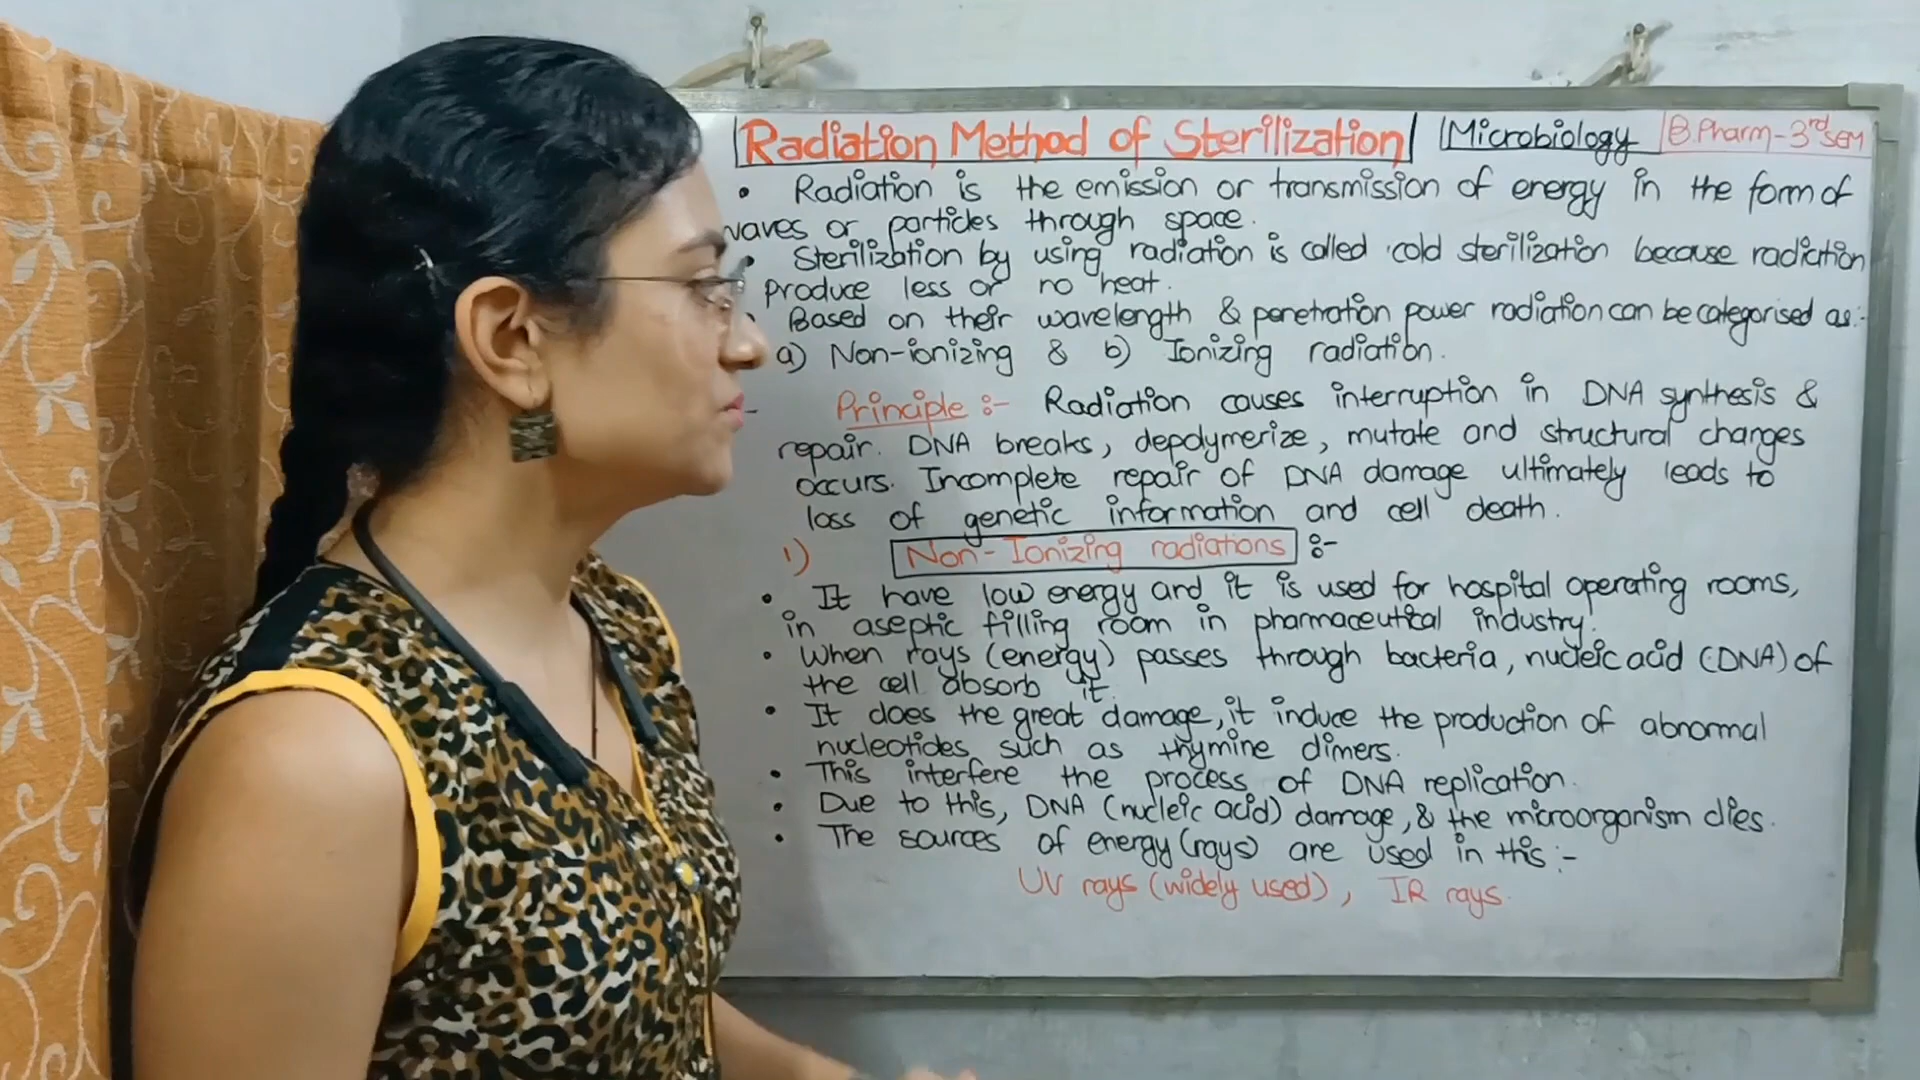 Radiation Method of Sterilization Microbiology B.Pharm-3rd SEM
• Radiation is the emission or transmission of energy in the form of
waves or particles through space.
• Sterilization by using radiation is called 'cold sterilization because radiation
produce less or no heat.
• Based on their wavelength & penetration power radiation can be categorised as:-
a) Non-ionizing & b) Ionizing radiation.
- Principle :- Radiation causes interruption in DNA synthesis &
repair. DNA breaks, depolymerize, mutate and structural changes
occurs. Incomplete repair of DNA damage ultimately leads to
loss of genetic information and cell death.
1) Non-Ionizing radiations :-
• It have low energy and it is used for hospital operating rooms,
in aseptic filling room in pharmaceutical industry.
• When rays (energy) passes through bacteria, nucleic acid (DNA) of
the cell absorb it.
• It does the great damage, it induce the production of abnormal
nucleotides such as thymine dimers.
• This interfere the process of DNA replication.
• Due to this, DNA (nucleic acid) damage, & the microorganism dies.
• The sources of energy (rays) are used in this :-
UV rays (widely used), IR rays.